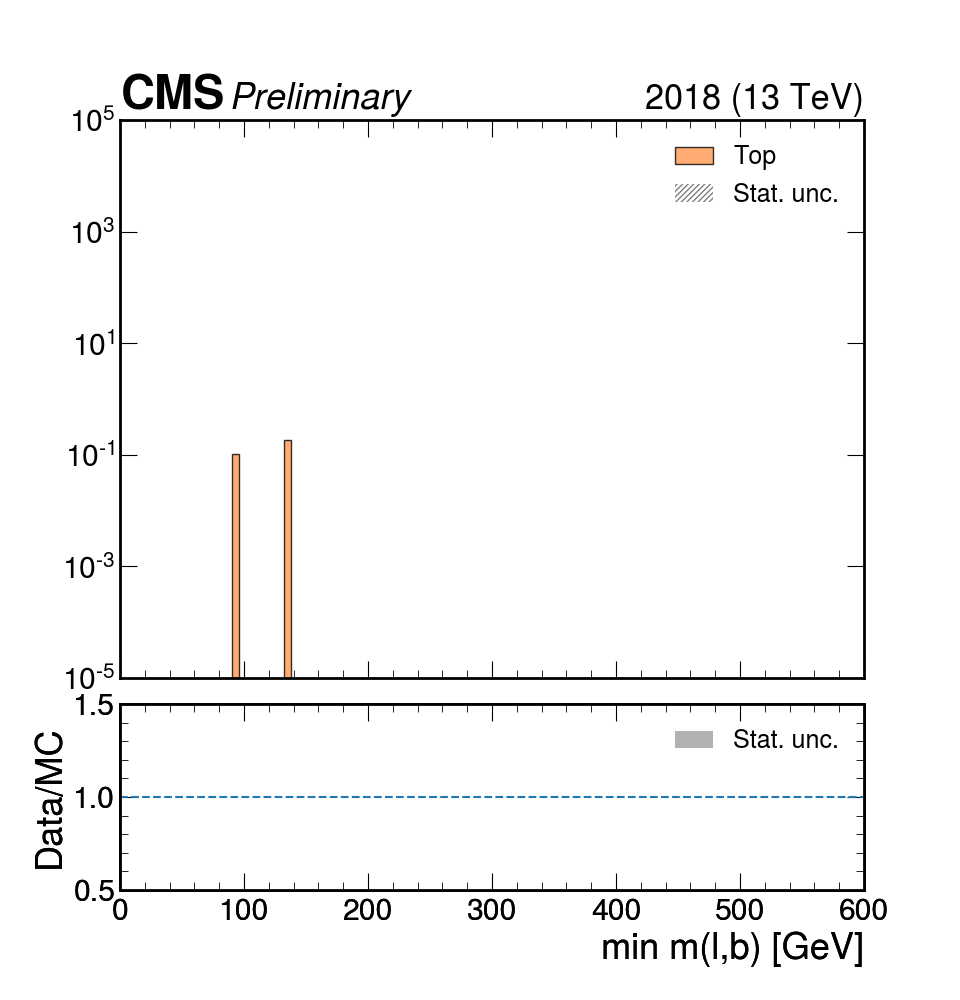 CMS Preliminary 2018 (13 TeV)
10^5
Top
Stat. unc.
10^3
10^1
10^-1
10^-3
10^-5
1.5
Stat. unc.
Data/MC
1.0
0.5
0 100 200 300 400 500 600
min m(l,b) [GeV]